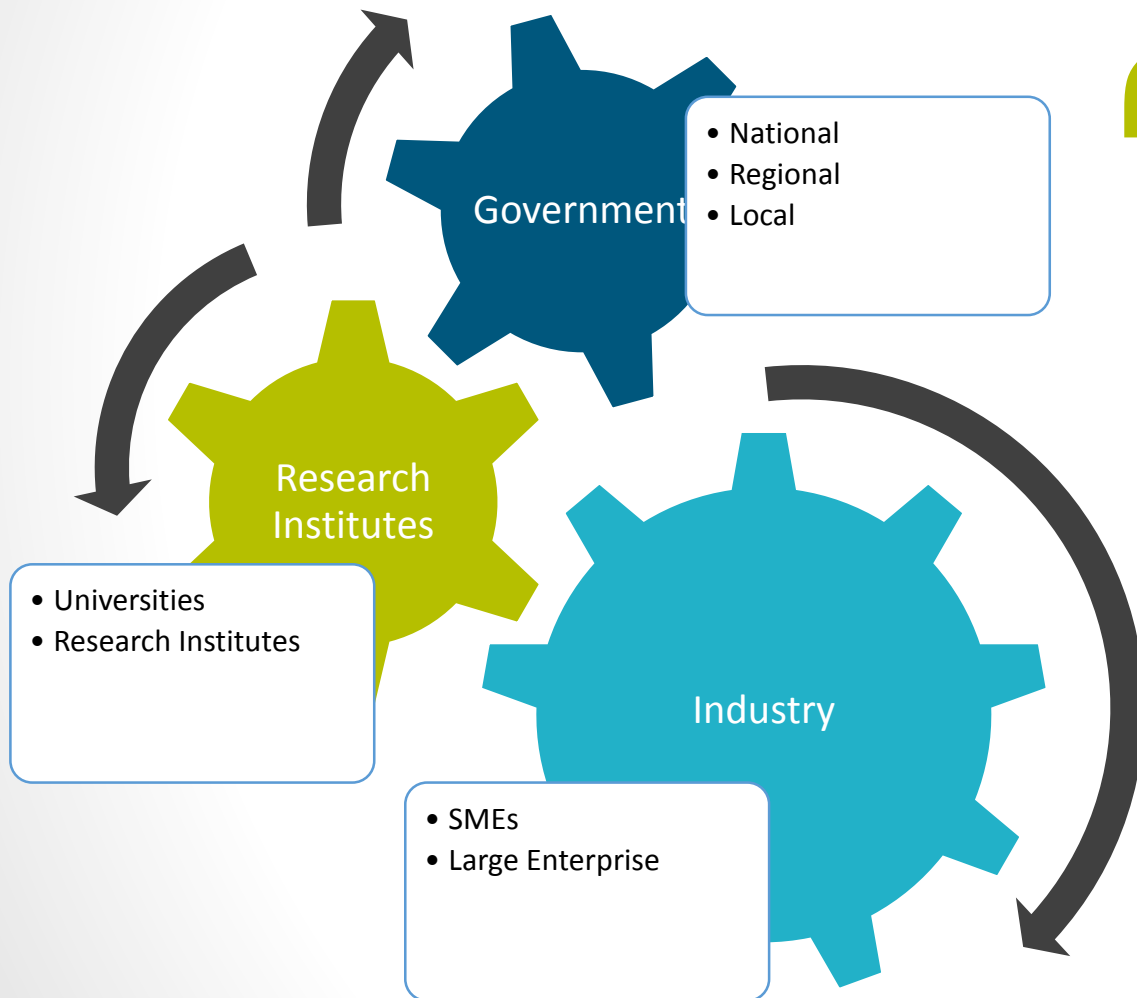 Government
• National
• Regional
• Local
Research
Institutes
• Universities
• Research Institutes
Industry
• SMEs
• Large Enterprise